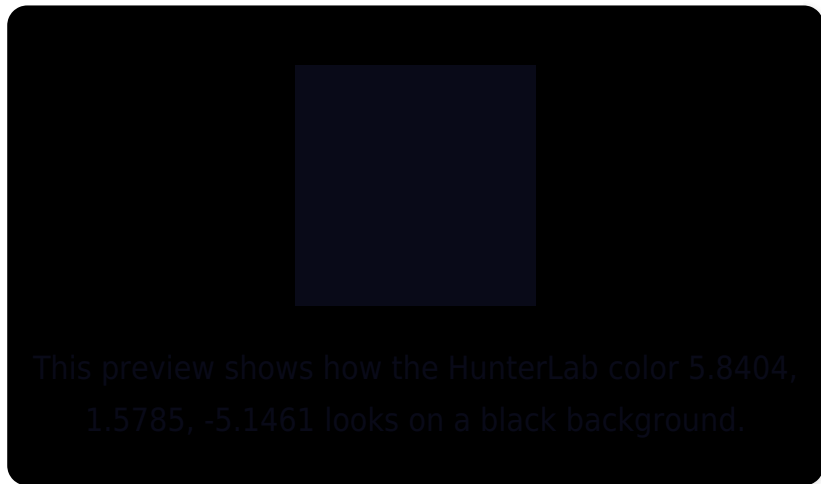 This preview shows how the HunterLab color 5.8404,
1.5785, -5.1461 looks on a black background.